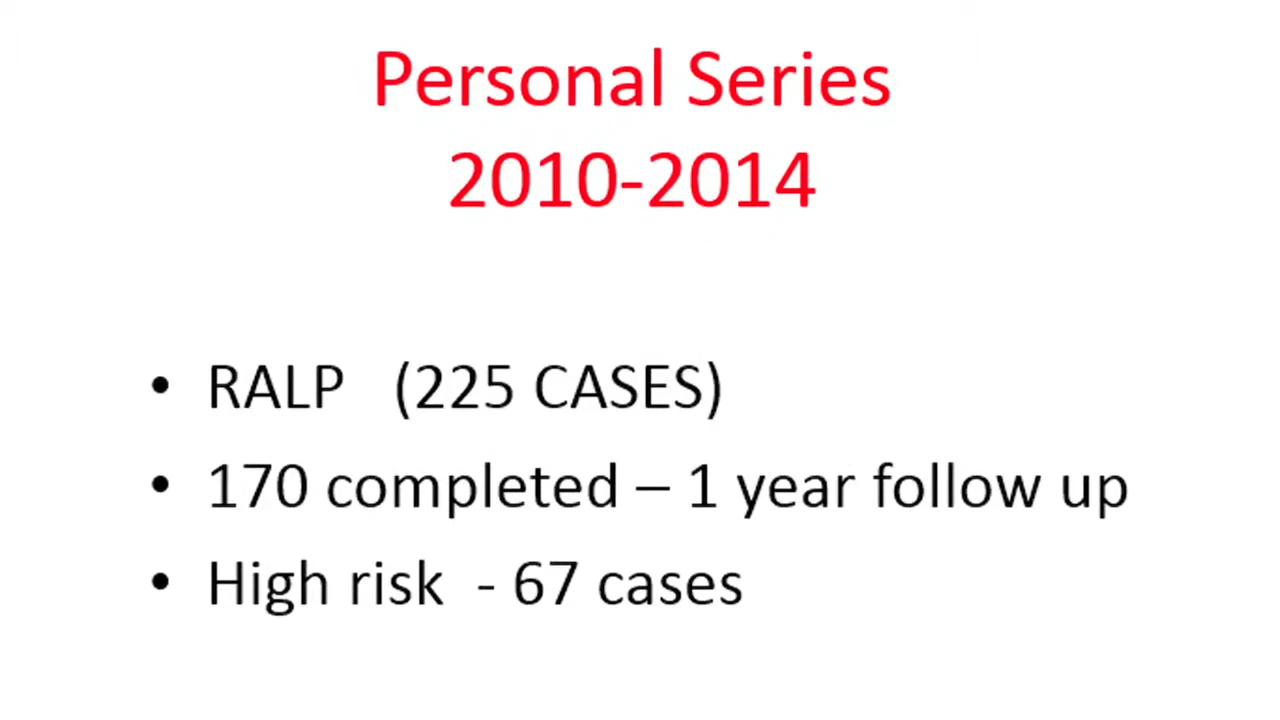 Personal Series
2010-2014
• RALP (225 CASES)
• 170 completed – 1 year follow up
• High risk - 67 cases